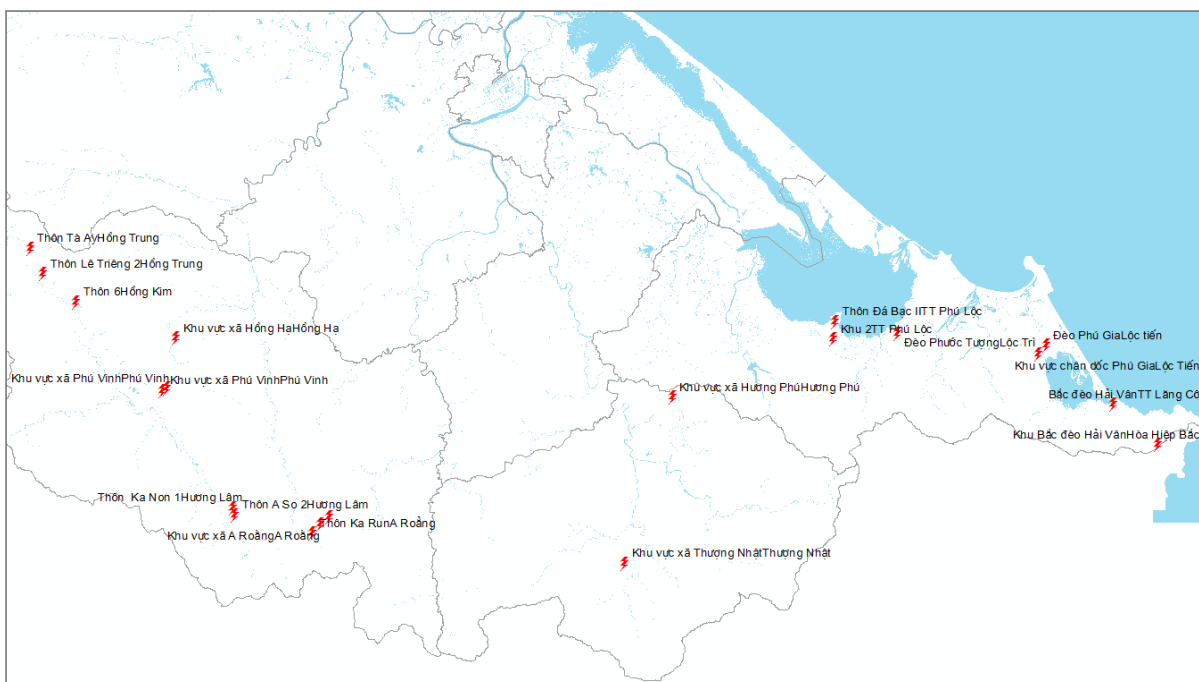 Thôn Tà AyHồng Trung
Thôn Lê Triêng 2Hồng Trung
Thôn 6Hồng Kim
Khu vực xã Hồng HạHồng Hạ
Khu vực xã Phú VinhPhú Vinh
Khu vực xã Phú VinhPhú Vinh
Thôn Ka Non 1Hương Lâm
Thôn A Sọ 2Hương Lâm
Thôn Ka RunA Roằng
Khu vực xã A RoằngA Roằng
Khu vực xã Hương PhúHương Phú
Khu vực xã Thượng NhậtThượng Nhật
Thôn Đá Bạc IITT Phú Lộc
Khu 2TT Phú Lộc
Đèo Phước TượngLộc Trì
Đèo Phú GiaLộc tiến
Khu vực chân dốc Phú GiaLộc Tiến
Bắc đèo Hải VânTT Lăng Cô
Khu Bắc đèo Hải VânHòa Hiệp Bắc